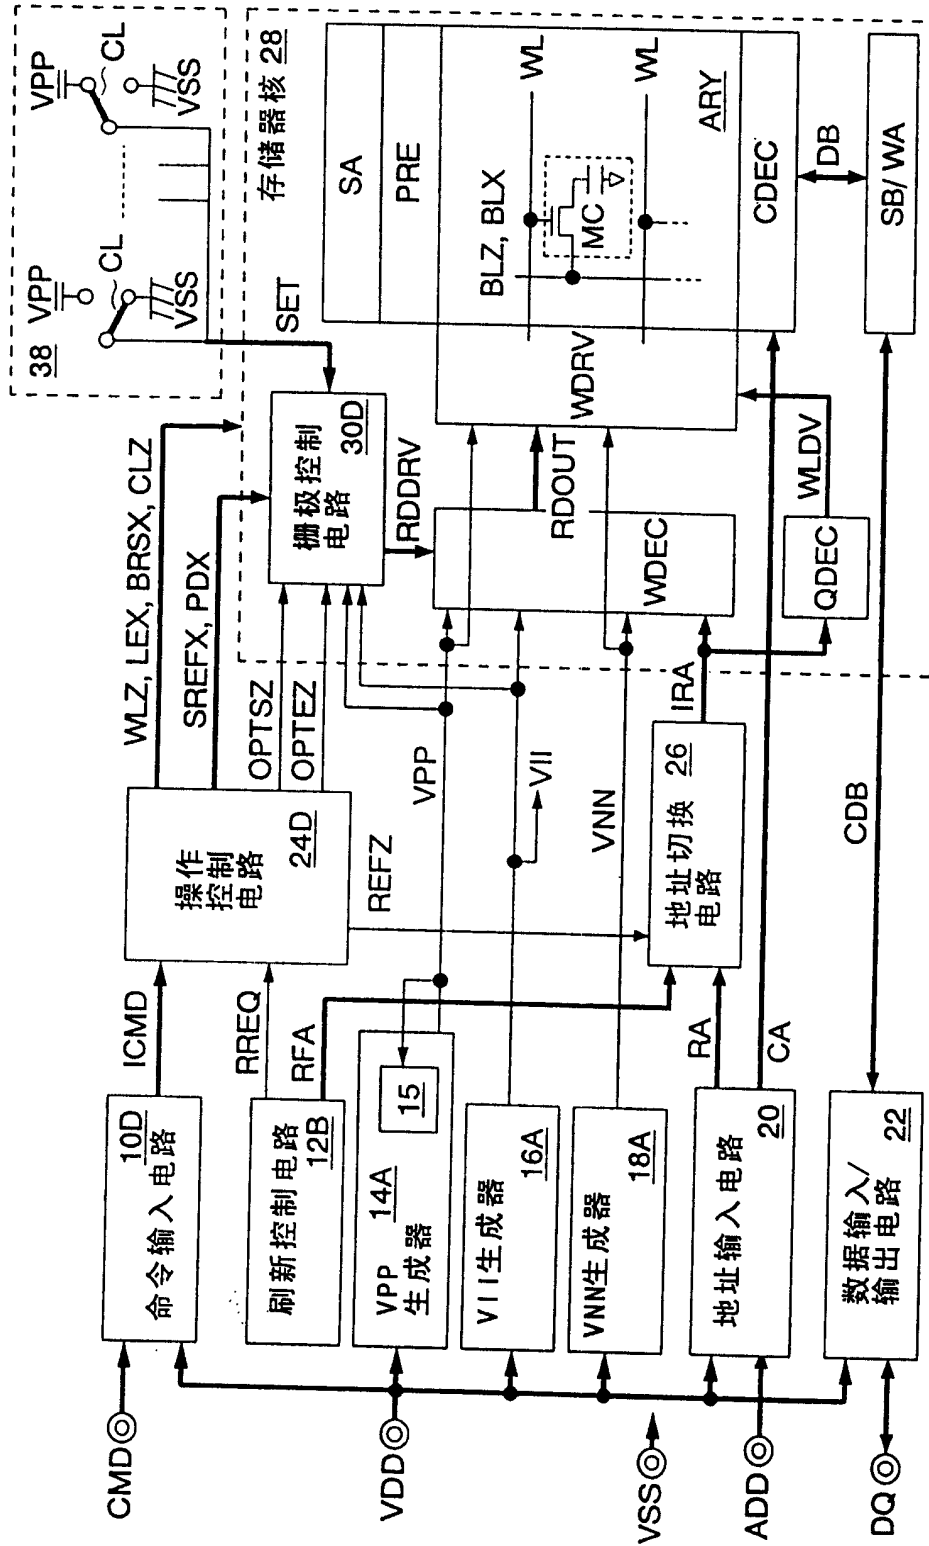 CMD
VDD
VSS
ADD
DQ
命令输入电路
10D
刷新控制电路
12B
VPP
生成器
14A
15
VII生成器
16A
VNN生成器
18A
地址输入电路
20
数据输入/
输出电路
22
ICMD
RREQ
RFA
RA
CA
操作
控制
电路
24D
REFZ
地址切换
电路
26
WLZ, LEX, BRSX, CLZ
SREFX, PDX
OPTSZ
OPTEZ
VPP
VII
VNN
IRA
CDB
38
VPP
CL
VSS
VPP
CL
VSS
SET
存储器核 28
栅极控制
电路
30D
RDDRV
WDEC
RDOUT
QDEC
WLDV
WDRV
SA
PRE
BLZ, BLX
WL
MC
WL
ARY
CDEC
DB
SB/WA